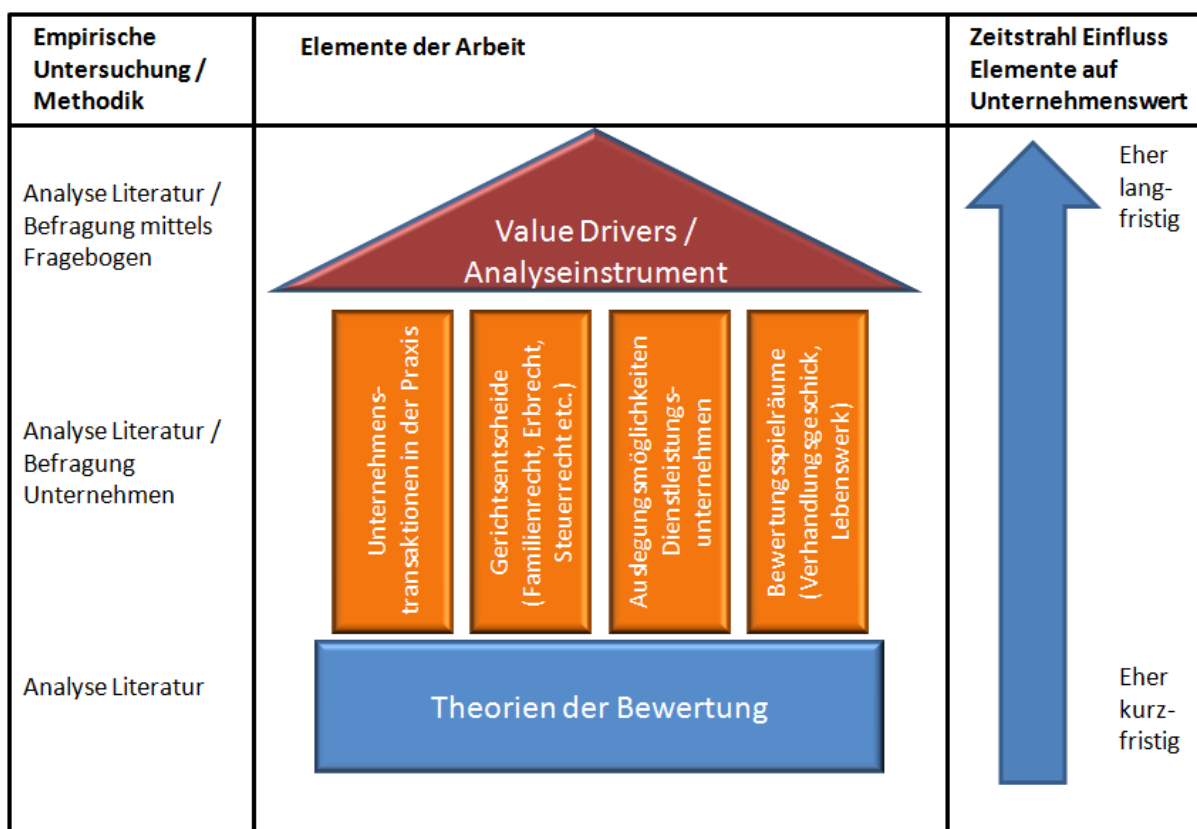 Empirische
Untersuchung /
Methodik
Elemente der Arbeit
Zeitstrahl Einfluss
Elemente auf
Unternehmenswert
Analyse Literatur /
Befragung mittels
Fragebogen
Value Drivers /
Analyseinstrument
Eher
lang-
fristig
Analyse Literatur /
Befragung
Unternehmen
Unternehmens-
transaktionen in der Praxis
Gerichtsentscheide
(Familienrecht, Erbrecht,
Steuerrecht etc.)
Auslegungsmöglichkeiten
Dienstleistungs-
unternehmen
Bewertungsspielräume
(Verhandlungsgeschick,
Lebenswerk)
Analyse Literatur
Theorien der Bewertung
Eher
kurz-
fristig